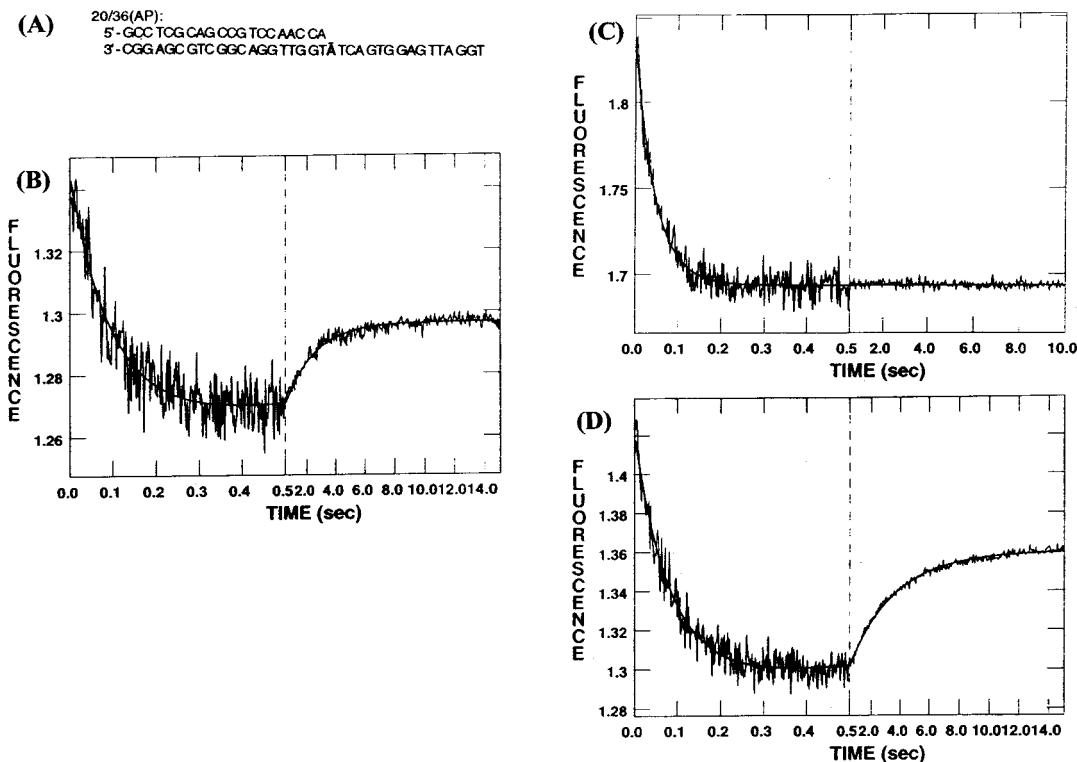 (A)
20/36(AP):
5'-GCC TCG CAG CCG TCC AAC CA
3'-CGG AGC GTC GGC AGG TTG GTĀTCA GTG GAG TTA GGT
(B)
FLUORESCENCE
1.32
1.3
1.28
1.26
0.0 0.1 0.2 0.3 0.4 0.52.0 4.0 6.0 8.0 10.012.014.0
TIME (sec)
(C)
FLUORESCENCE
1.8
1.75
1.7
0.0 0.1 0.2 0.3 0.4 0.5 2.0 4.0 6.0 8.0 10.0
TIME (sec)
(D)
FLUORESCENCE
1.4
1.36
1.34
1.32
1.3
1.28
0.0 0.1 0.2 0.3 0.4 0.52.0 4.0 6.0 8.0 10.012.014.0
TIME (sec)